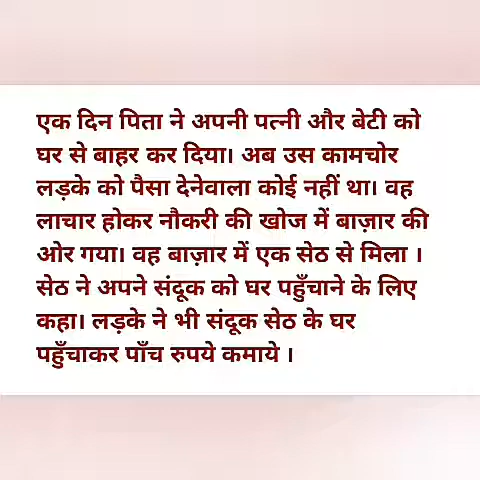 एक दिन पिता ने अपनी पत्नी और बेटी को
घर से बाहर कर दिया। अब उस कामचोर
लड़के को पैसा देनेवाला कोई नहीं था। वह
लाचार होकर नौकरी की खोज में बाज़ार की
ओर गया। वह बाज़ार में एक सेठ से मिला ।
सेठ ने अपने संदूक को घर पहुँचाने के लिए
कहा। लड़के ने भी संदूक सेठ के घर
पहुँचाकर पाँच रुपये कमाये ।